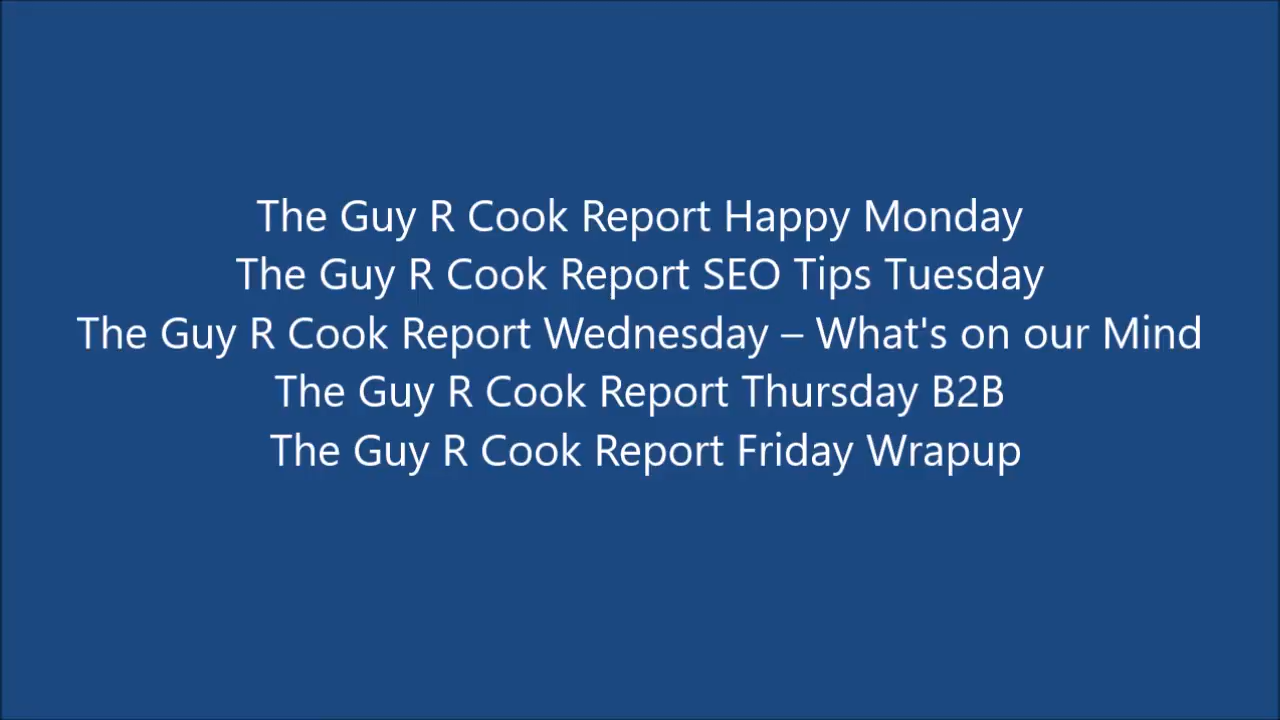 The Guy R Cook Report Happy Monday
The Guy R Cook Report SEO Tips Tuesday
The Guy R Cook Report Wednesday – What's on our Mind
The Guy R Cook Report Thursday B2B
The Guy R Cook Report Friday Wrapup